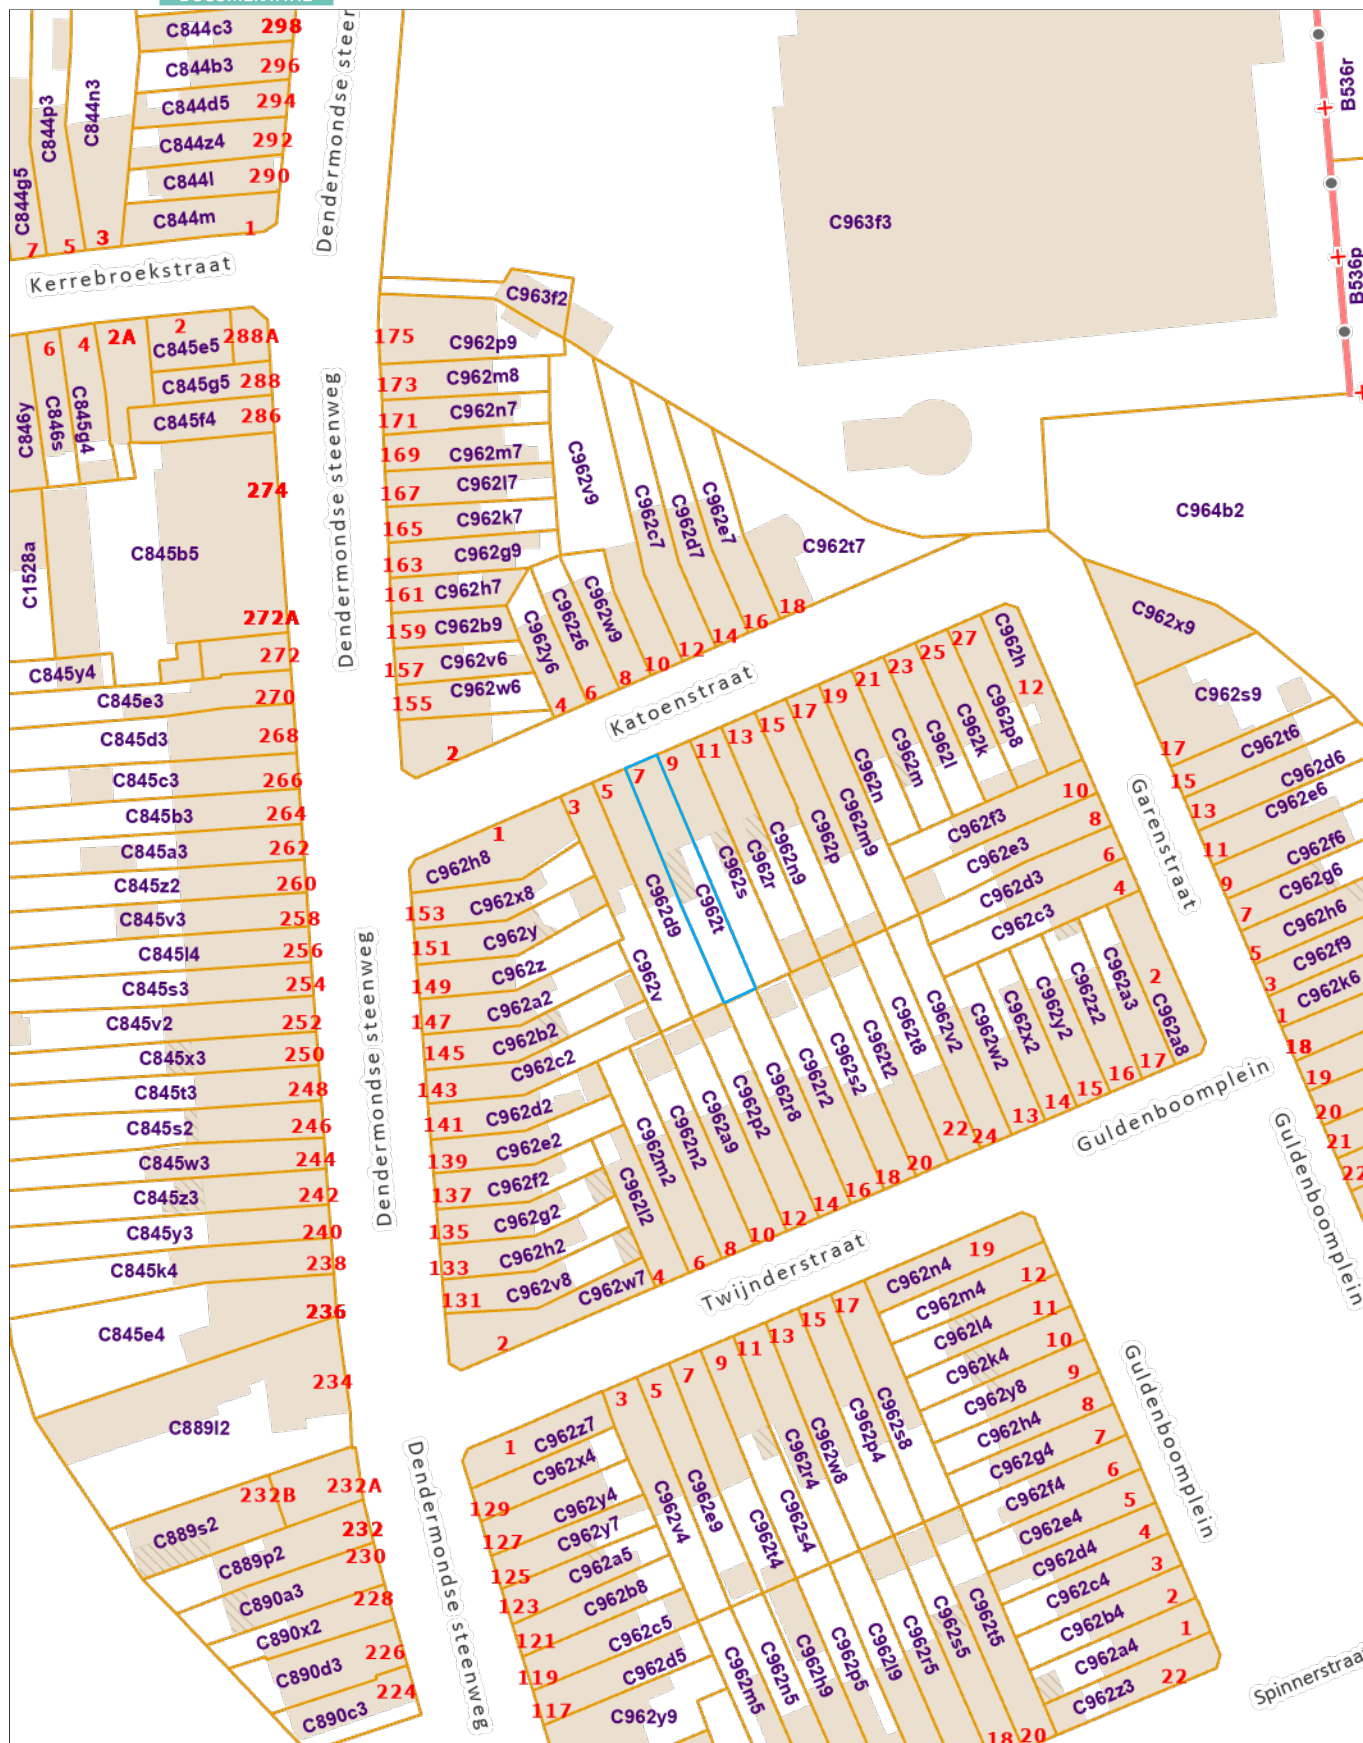 C844c3 298
C844b3 296
C844d5 294
C844z4 292
C844l 290
C844m 1
C844g5 7
C844p3 5
C844n3 3
Dendermondse steer
Kerrebroekstraat
C963f3
B536r
B536p
C963f2
C846y
6 C846s
4 C845g4
2A
2 C845e5 288A
C845g5 288
C845f4 286
274
C845b5
C1528a
272A
C845y4 272
C845e3 270
C845d3 268
C845c3 266
C845b3 264
C845a3 262
C845z2 260
C845v3 258
C845l4 256
C845s3 254
C845v2 252
C845x3 250
C845t3 248
C845s2 246
C845w3 244
C845z3 242
C845y3 240
C845k4 238
C845e4 236
234
C889l2
232A
232B
C889s2
232
C889p2 230
C890a3 228
C890x2
C890d3 226
C890c3 224
Dendermondse steenweg
175 C962p9
173 C962m8
171 C962n7
169 C962m7
167 C962l7
165 C962k7
163 C962g9
161 C962h7
159 C962b9
157 C962v6
155 C962w6
2
C962y6 4
C962z6 6
C962w9 8
C962v9 10
C962c7 12
C962d7 14
C962e7 16
C962t7 18
Katoenstraat
C964b2
C962x9
C962s9 17
C962t6 15
C962d6 13
C962e6 11
C962f6 9
C962g6 7
C962h6 5
C962f9 3
C962k6 1
18
19
20
21
22
Garenstraat
Guldenboomplein
Guldenboomplein
1 3 5 7 9 11 13 15 17 19 21 23 25 27
C962h
12
C962p8
C962k
C962l
C962m
C962n
C962m9
C962p
C962n9
C962r
C962s
C962t
C962d9
C962v
C962h8
C962f3 10
C962e3 8
C962d3 6
C962c3 4
2
C962a8
C962a3
C962z2
C962y2
C962x2
C962w2
C962v2
C962t8
C962t2
C962s2
C962r2
C962r8
C962p2
C962a9
C962n2
C962m2
C962l2
153 C962x8
151 C962y
149 C962z
147 C962a2
145 C962b2
143 C962c2
141 C962d2
139 C962e2
137 C962f2
135 C962g2
133 C962h2
131 C962v8
C962w7
2 4 6 8 10 12 14 16 18 20 22 24 13 14 15 16 17
Dendermondse steenweg
Twijnderstraat
1 3 5 7 9 11 13 15 17 19
C962n4
C962m4 12
C962l4 11
C962k4 10
C962y8 9
C962h4 8
C962g4 7
C962f4 6
C962e4 5
C962d4 4
C962c4 3
C962b4 2
C962a4 1
C962z3 22
Guldenboomplein
C962z7
C962x4
129 C962y4
127 C962y7
125 C962a5
123 C962b8
121 C962c5
119 C962d5
117 C962y9
C962v4
C962e9
C962t4
C962s4
C962r4
C962w8
C962p4
C962s8
C962m5
C962n5
C962h9
C962p5
C962l9
C962r5
C962s5
C962t5
18 20
Dendermondse steenweg
Spinnerstraat